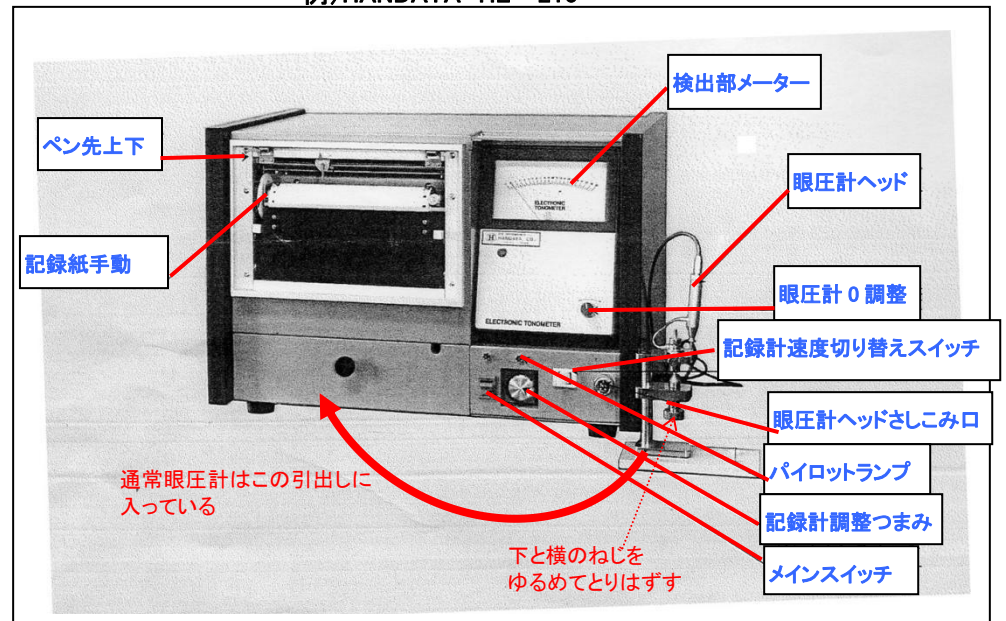 検出部メーター
ペン先上下
眼圧計ヘッド
記録紙手動
眼圧計0調整
記録計速度切り替えスイッチ
眼圧計ヘッドさしこみ口
パイロットランプ
記録計調整つまみ
メインスイッチ
通常眼圧計はこの引出しに
入っている
下と横のねじを
ゆるめてとりはずす
ELECTRONIC
TONOMETER
HANDAYA CO.
ELECTRONIC TONOMETER